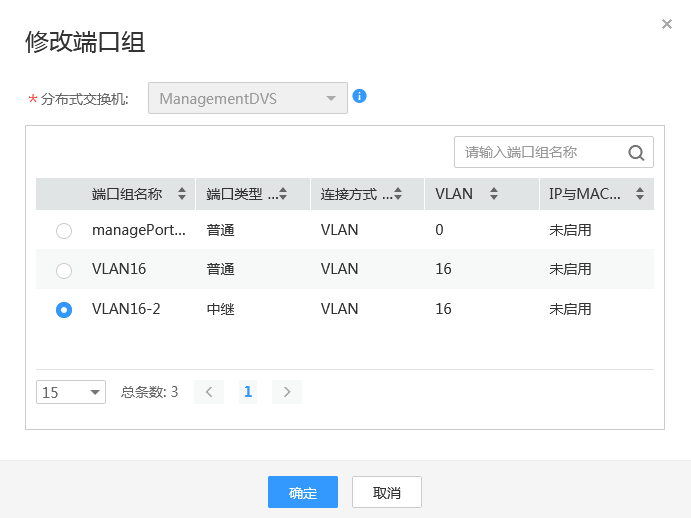 修改端口组
* 分布式交换机: ManagementDVS
请输入端口组名称
端口组名称 端口类型 ... 连接方式 ... VLAN IP与MAC...
managePort... 普通 VLAN 0 未启用
VLAN16 普通 VLAN 16 未启用
VLAN16-2 中继 VLAN 16 未启用
15 总条数: 3 < 1 >
确定 取消